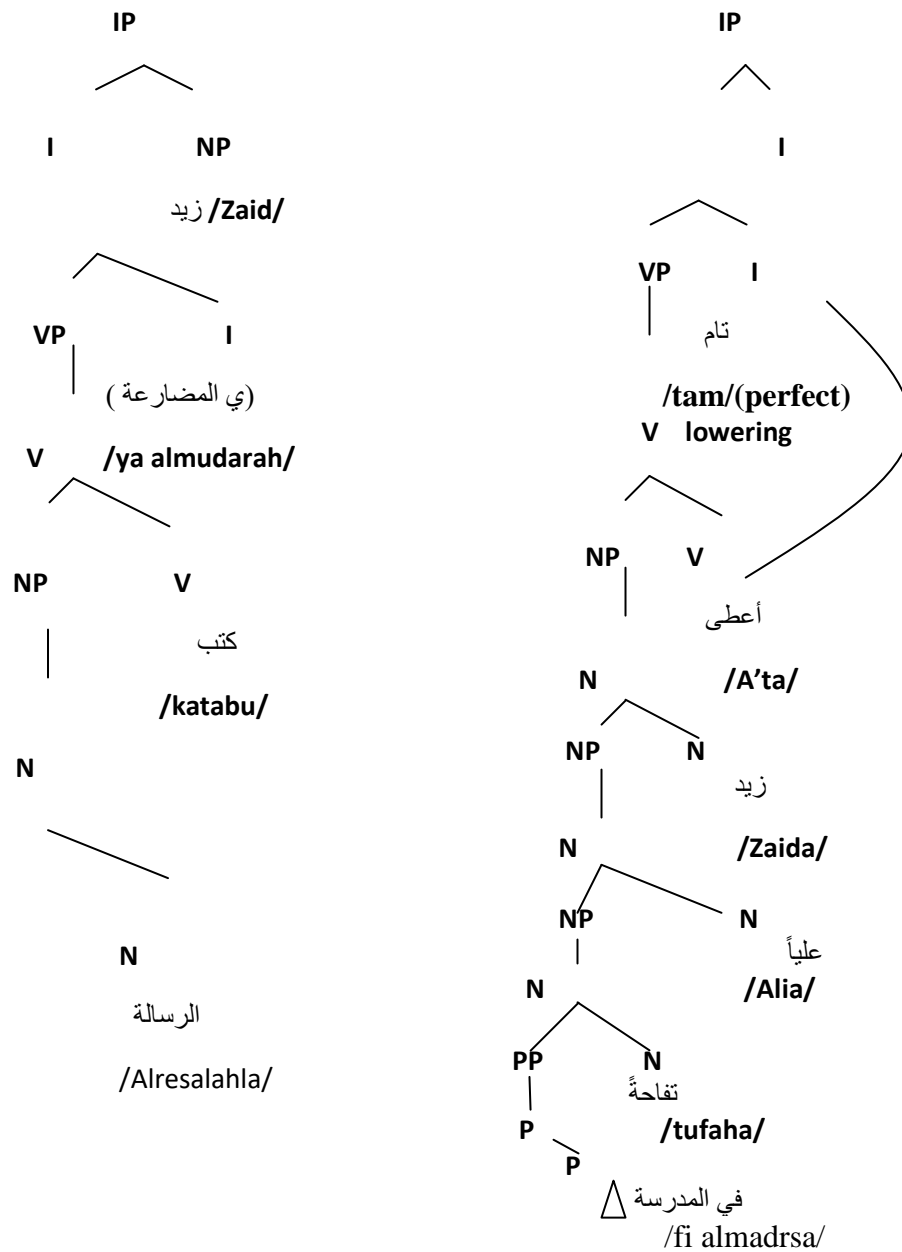 IP
I NP
زيد /Zaid/
VP I
(ي المضارعة )
V /ya almudarah/
NP V
كتب
/katabu/
N
N
الرسالة
/Alresalahla/
IP
I
VP I
تام
/tam/(perfect)
V lowering
NP V
أعطى
N /A’ta/
NP N
زيد
N /Zaida/
NP N
علياً
N /Alia/
PP N
تفاحةً
P /tufaha/
P
في المدرسة
/fi almadrsa/